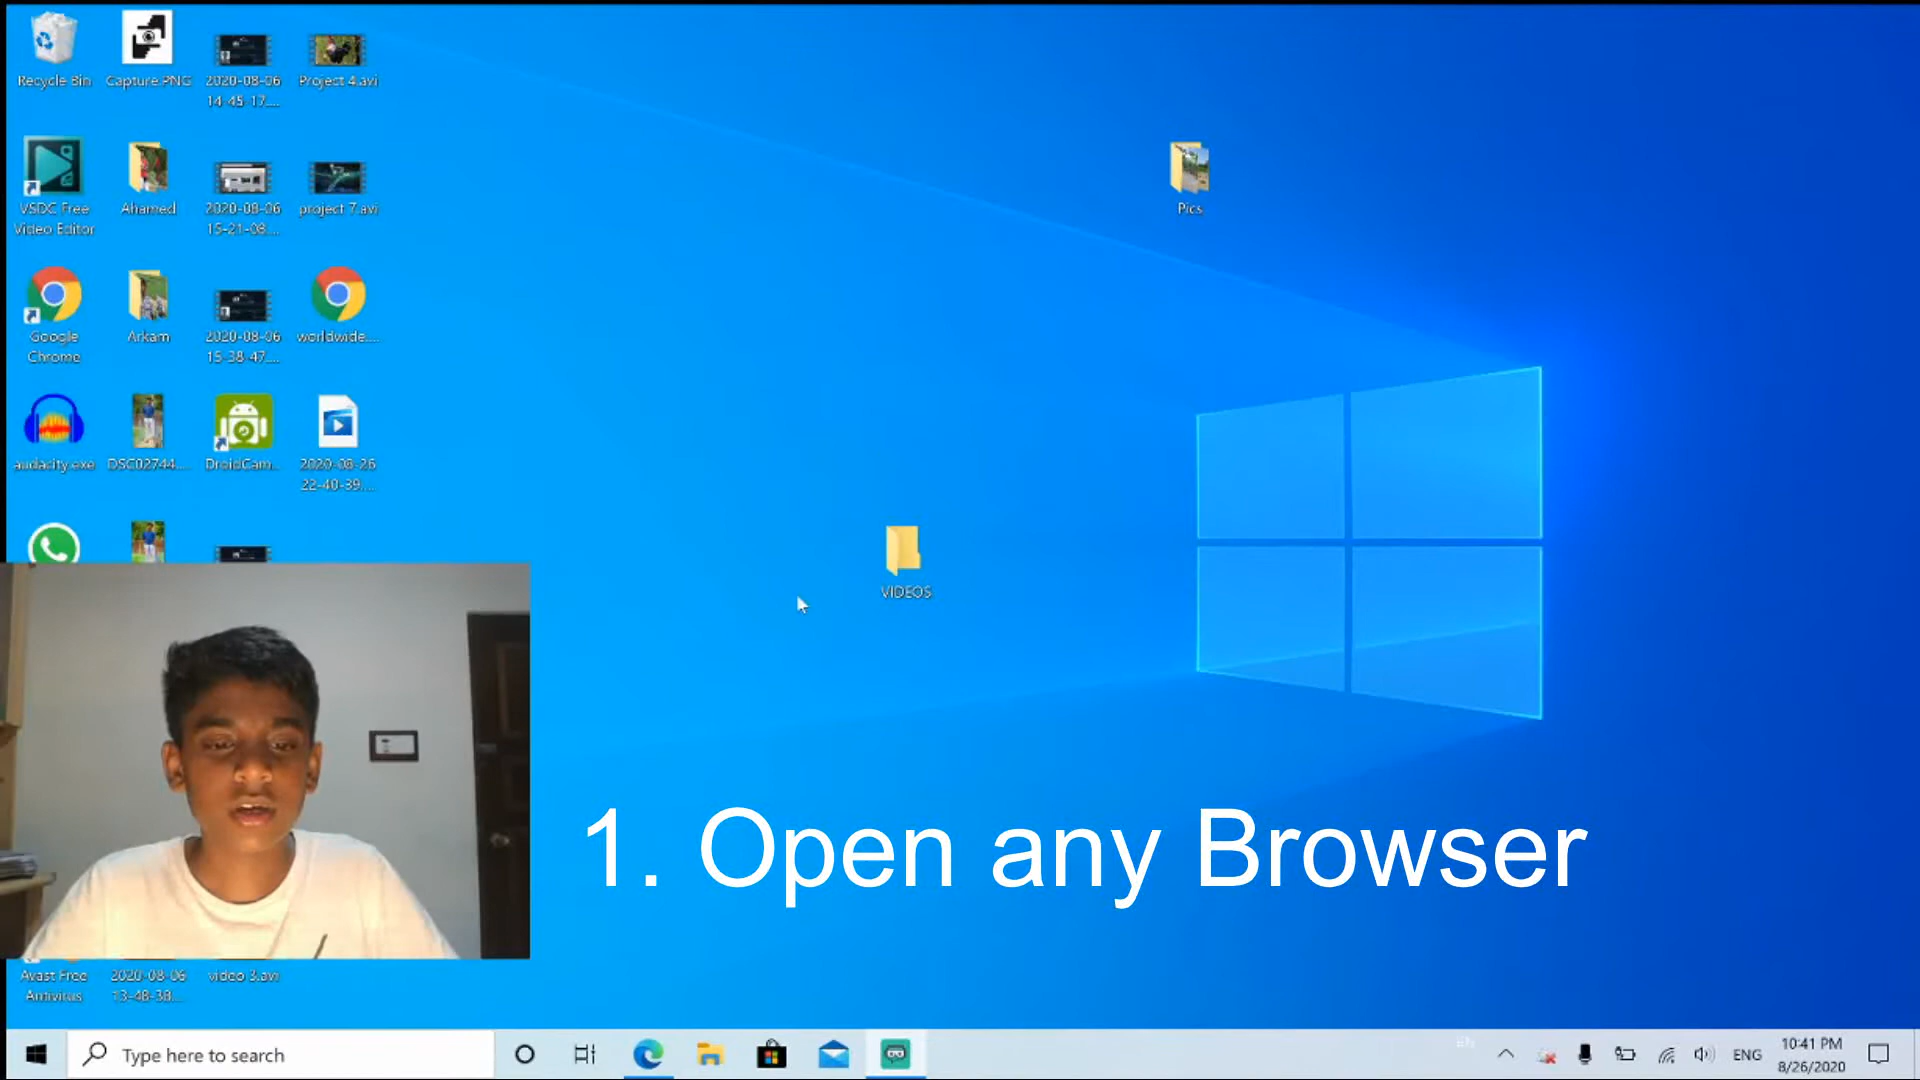 Recycle Bin
Capture.PNG
2020-08-06
14-45-17....
Project 4.avi
VSDC Free
Video Editor
Ahamed
2020-08-06
15-21-08....
project 7.avi
Pics
Google
Chrome
Arkam
2020-08-06
15-38-47....
worldwide....
audacity.exe
DSC02744....
DroidCam...
2020-08-26
22-40-39....
VIDEOS
1. Open any Browser
Avast Free
Antivirus
2020-08-06
13-48-38....
video 3.avi
Type here to search
EN
ENG
10:41 PM
8/26/2020